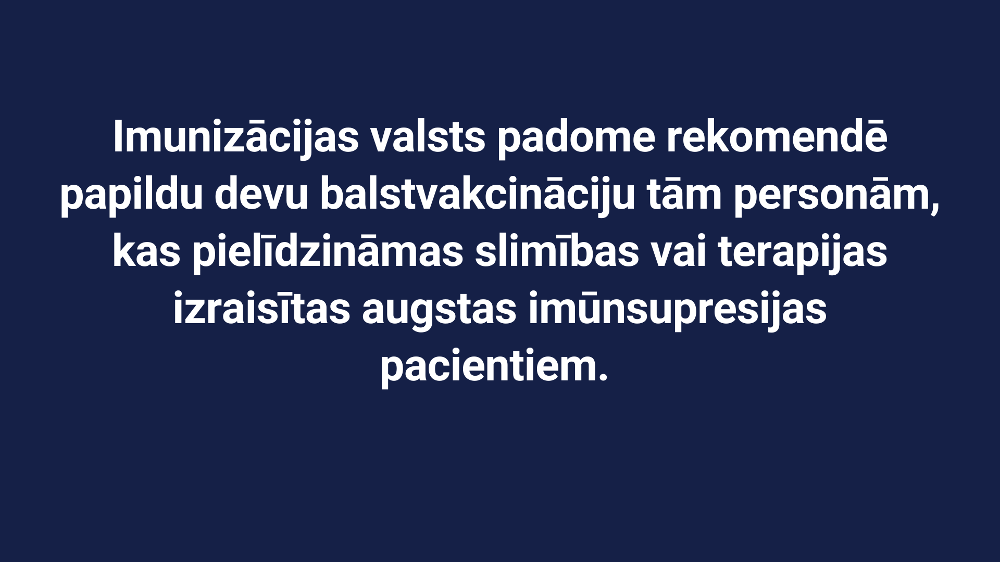 Imunizācijas valsts padome rekomendē
papildu devu balstvakcināciju tām personām,
kas pielīdzināmas slimības vai terapijas
izraisītas augstas imūnsupresijas
pacientiem.